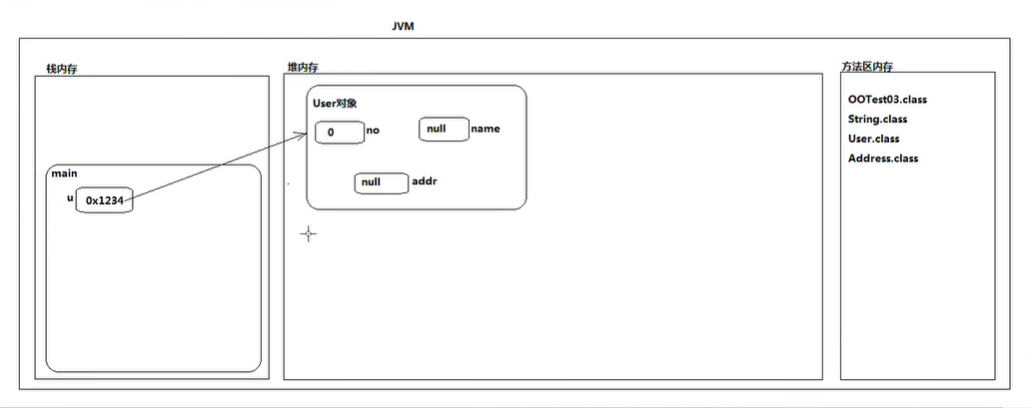 JVM
栈内存
堆内存
方法区内存
User对象
0 no
null name
null addr
main
u 0x1234
OOTest03.class
String.class
User.class
Address.class